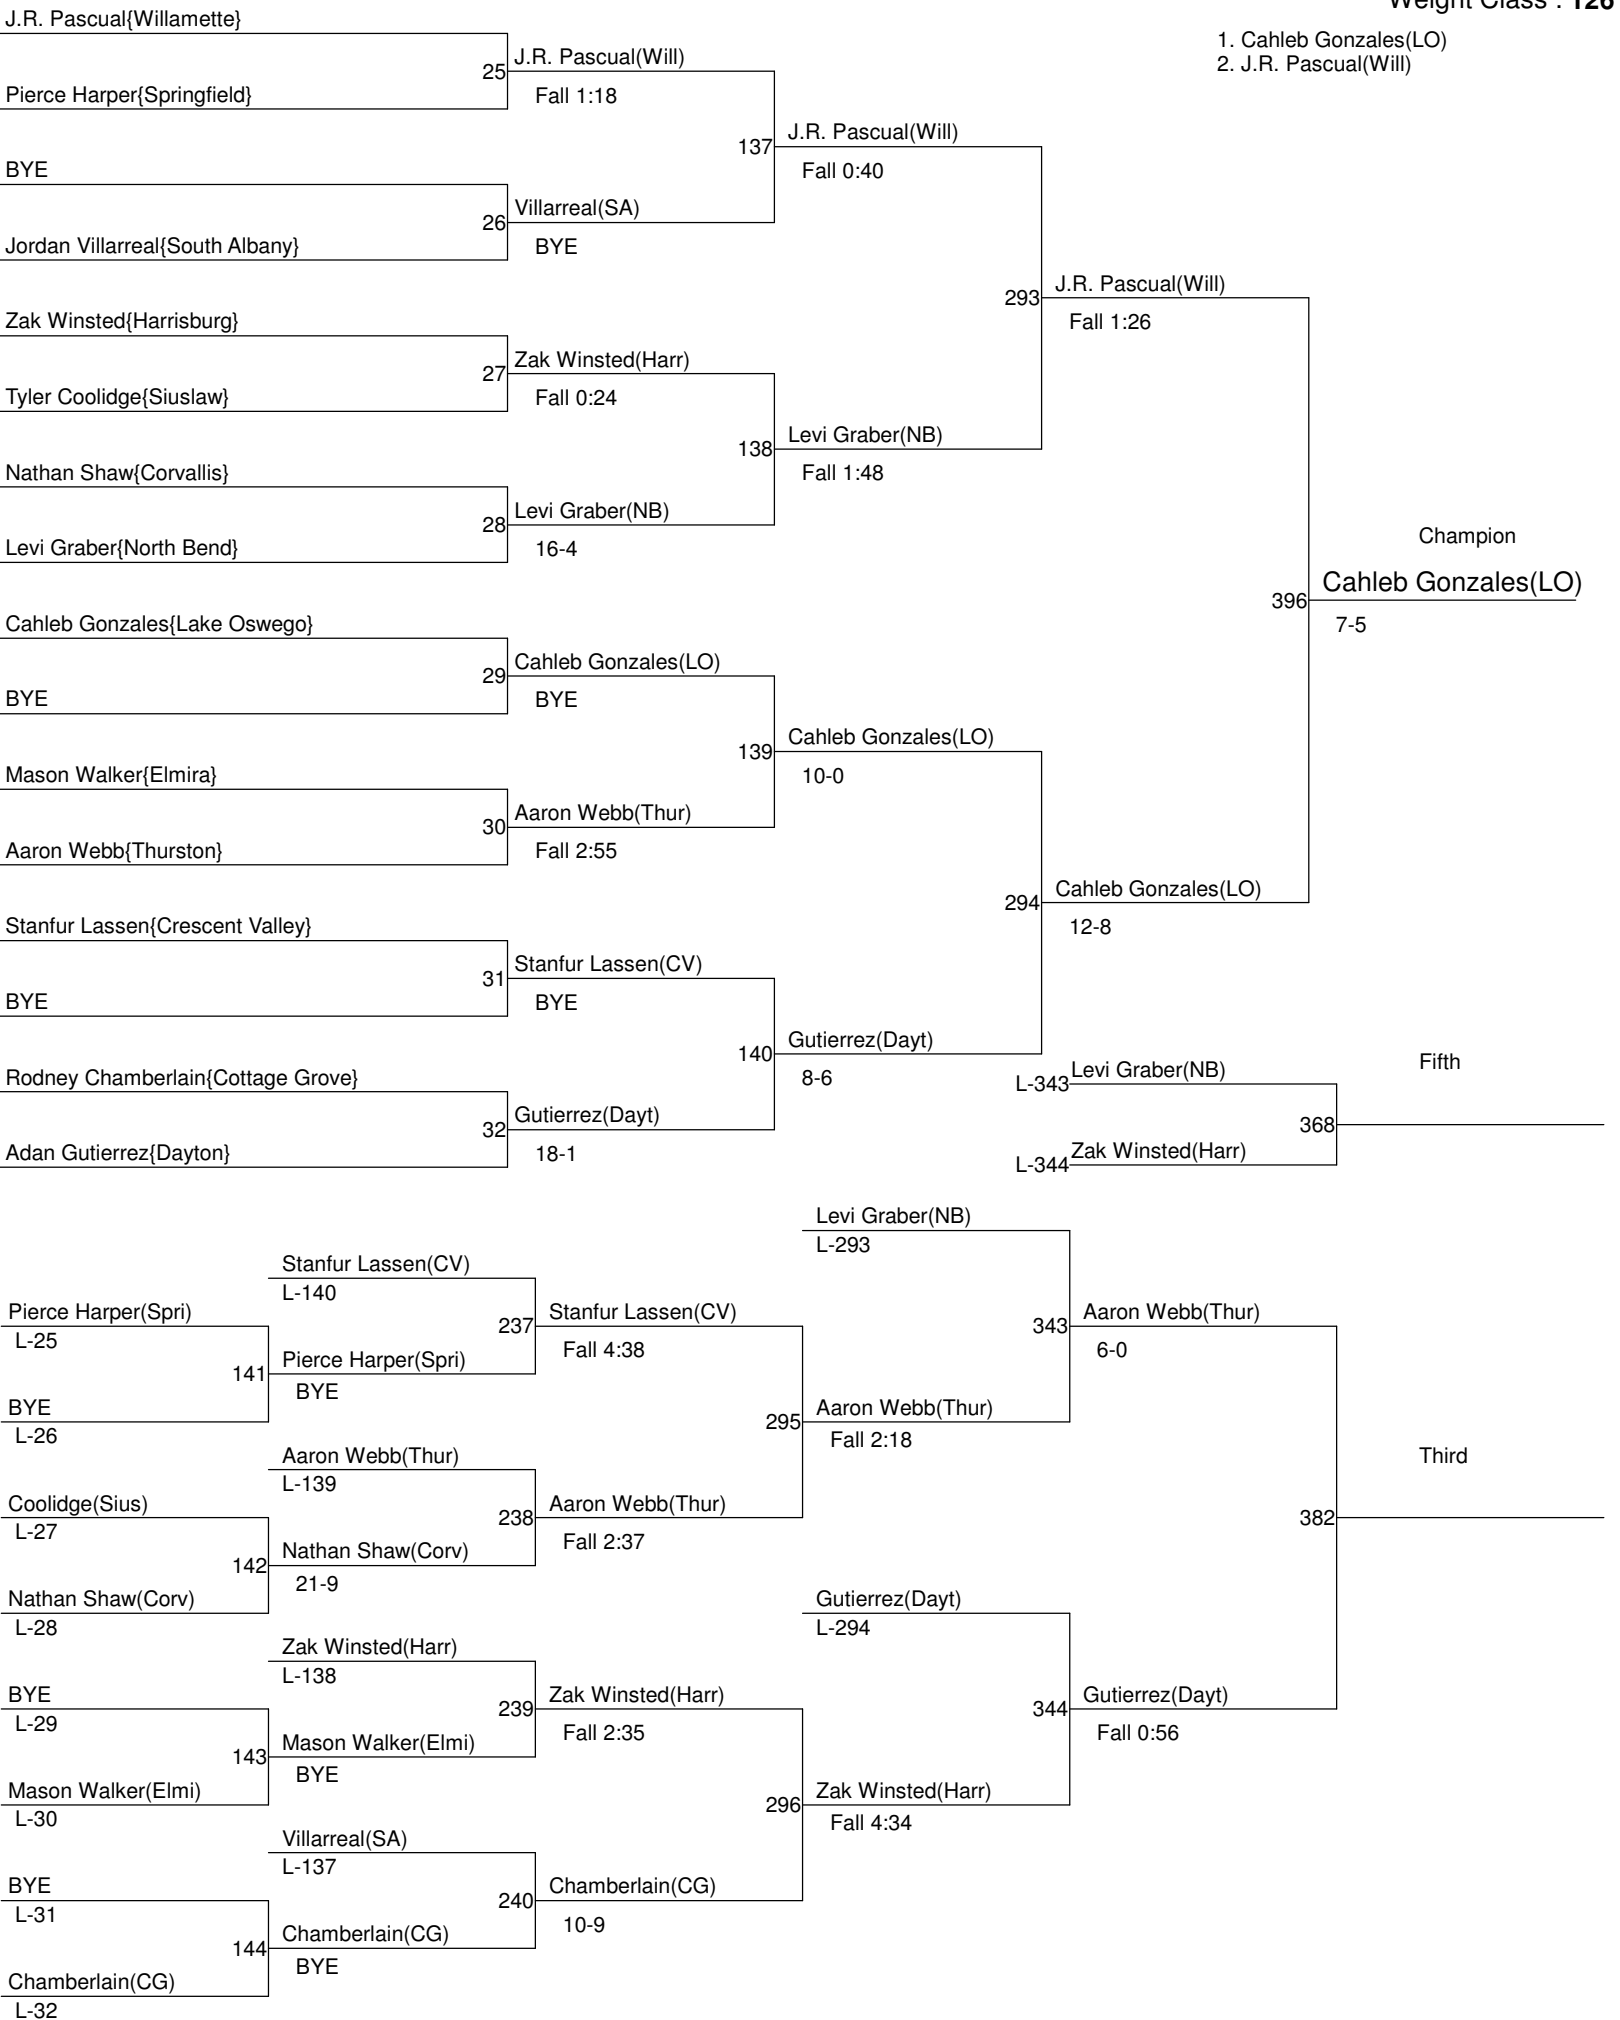 Weight Class : 126
1. Cahleb Gonzales(LO)
2. J.R. Pascual(Will)
J.R. Pascual{Willamette}
25
J.R. Pascual(Will)
Fall 1:18
Pierce Harper{Springfield}
137
J.R. Pascual(Will)
Fall 0:40
BYE
26
Villarreal(SA)
BYE
Jordan Villarreal{South Albany}
293
J.R. Pascual(Will)
Fall 1:26
Zak Winsted{Harrisburg}
27
Zak Winsted(Harr)
Fall 0:24
Tyler Coolidge{Siuslaw}
138
Levi Graber(NB)
Fall 1:48
Nathan Shaw{Corvallis}
28
Levi Graber(NB)
16-4
Levi Graber{North Bend}
Champion
396
Cahleb Gonzales(LO)
7-5
Cahleb Gonzales{Lake Oswego}
29
Cahleb Gonzales(LO)
BYE
BYE
139
Cahleb Gonzales(LO)
10-0
Mason Walker{Elmira}
30
Aaron Webb(Thur)
Fall 2:55
Aaron Webb{Thurston}
294
Cahleb Gonzales(LO)
12-8
Stanfur Lassen{Crescent Valley}
31
Stanfur Lassen(CV)
BYE
BYE
140
Gutierrez(Dayt)
8-6
Rodney Chamberlain{Cottage Grove}
32
Gutierrez(Dayt)
18-1
Adan Gutierrez{Dayton}
Fifth
L-343
Levi Graber(NB)
368
L-344
Zak Winsted(Harr)
Levi Graber(NB)
L-293
Stanfur Lassen(CV)
L-140
Pierce Harper(Spri)
L-25
237
Stanfur Lassen(CV)
Fall 4:38
343
Aaron Webb(Thur)
6-0
141
Pierce Harper(Spri)
BYE
BYE
L-26
295
Aaron Webb(Thur)
Fall 2:18
Aaron Webb(Thur)
L-139
Third
Coolidge(Sius)
L-27
238
Aaron Webb(Thur)
Fall 2:37
382
142
Nathan Shaw(Corv)
21-9
Nathan Shaw(Corv)
L-28
Gutierrez(Dayt)
L-294
Zak Winsted(Harr)
L-138
BYE
L-29
239
Zak Winsted(Harr)
Fall 2:35
344
Gutierrez(Dayt)
Fall 0:56
143
Mason Walker(Elmi)
BYE
Mason Walker(Elmi)
L-30
296
Zak Winsted(Harr)
Fall 4:34
Villarreal(SA)
L-137
BYE
L-31
240
Chamberlain(CG)
10-9
144
Chamberlain(CG)
BYE
Chamberlain(CG)
L-32